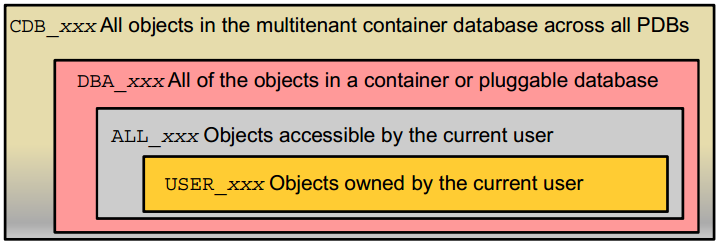 CDB_xxx All objects in the multitenant container database across all PDBs
DBA_xxx All of the objects in a container or pluggable database
ALL_xxx Objects accessible by the current user
USER_xxx Objects owned by the current user